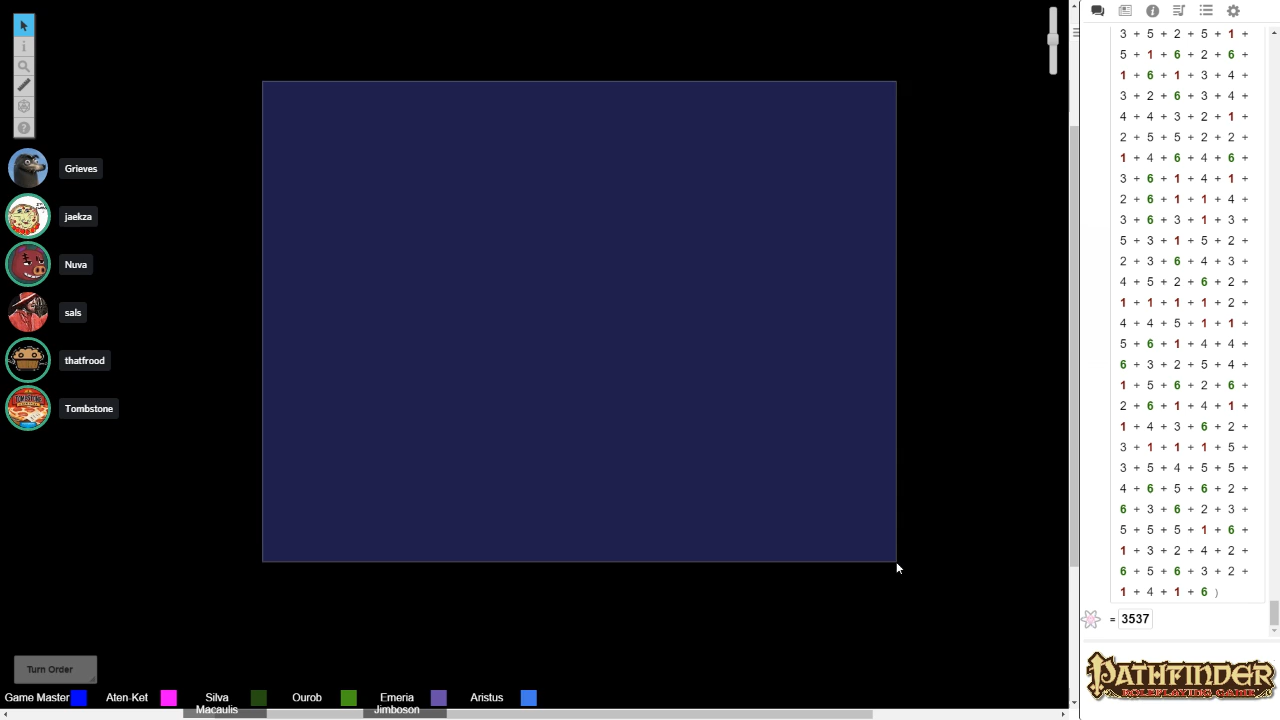 Grieves
jaekza
Nuva
sals
thatfrood
Tombstone
Turn Order
Game Master
Aten-Ket
Silva
Macaulis
Ourob
Emeria
Jimboson
Aristus
3 + 5 + 2 + 5 + 1 +
5 + 1 + 6 + 2 + 6 +
1 + 6 + 1 + 3 + 4 +
3 + 2 + 6 + 3 + 4 +
4 + 4 + 3 + 2 + 1 +
2 + 5 + 5 + 2 + 2 +
1 + 4 + 6 + 4 + 6 +
3 + 6 + 1 + 4 + 1 +
2 + 6 + 1 + 1 + 4 +
3 + 6 + 3 + 1 + 3 +
5 + 3 + 1 + 5 + 2 +
2 + 3 + 6 + 4 + 3 +
4 + 5 + 2 + 6 + 2 +
1 + 1 + 1 + 1 + 2 +
4 + 4 + 5 + 1 + 1 +
5 + 6 + 1 + 4 + 4 +
6 + 3 + 2 + 5 + 4 +
1 + 5 + 6 + 2 + 6 +
2 + 6 + 1 + 4 + 1 +
1 + 4 + 3 + 6 + 2 +
3 + 1 + 1 + 1 + 5 +
3 + 5 + 4 + 5 + 5 +
4 + 6 + 5 + 6 + 2 +
6 + 3 + 6 + 2 + 3 +
5 + 5 + 5 + 1 + 6 +
1 + 3 + 2 + 4 + 2 +
6 + 5 + 6 + 3 + 2 +
1 + 4 + 1 + 6 )
= 3537
PATHFINDER
ROLEPLAYING GAME